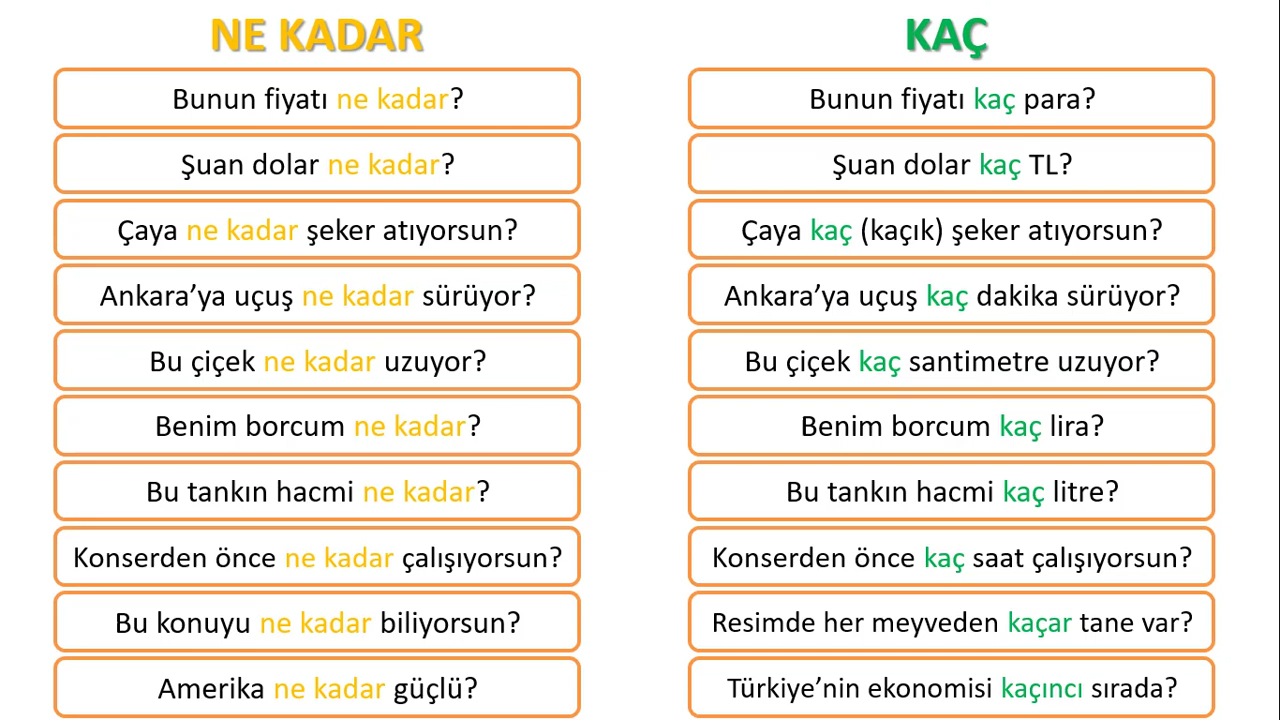 NE KADAR
Bunun fiyatı ne kadar?
Şuan dolar ne kadar?
Çaya ne kadar şeker atıyorsun?
Ankara’ya uçuş ne kadar sürüyor?
Bu çiçek ne kadar uzuyor?
Benim borcum ne kadar?
Bu tankın hacmi ne kadar?
Konserden önce ne kadar çalışıyorsun?
Bu konuyu ne kadar biliyorsun?
Amerika ne kadar güçlü?
KAÇ
Bunun fiyatı kaç para?
Şuan dolar kaç TL?
Çaya kaç (kaçık) şeker atıyorsun?
Ankara’ya uçuş kaç dakika sürüyor?
Bu çiçek kaç santimetre uzuyor?
Benim borcum kaç lira?
Bu tankın hacmi kaç litre?
Konserden önce kaç saat çalışıyorsun?
Resimde her meyveden kaçar tane var?
Türkiye’nin ekonomisi kaçıncı sırada?